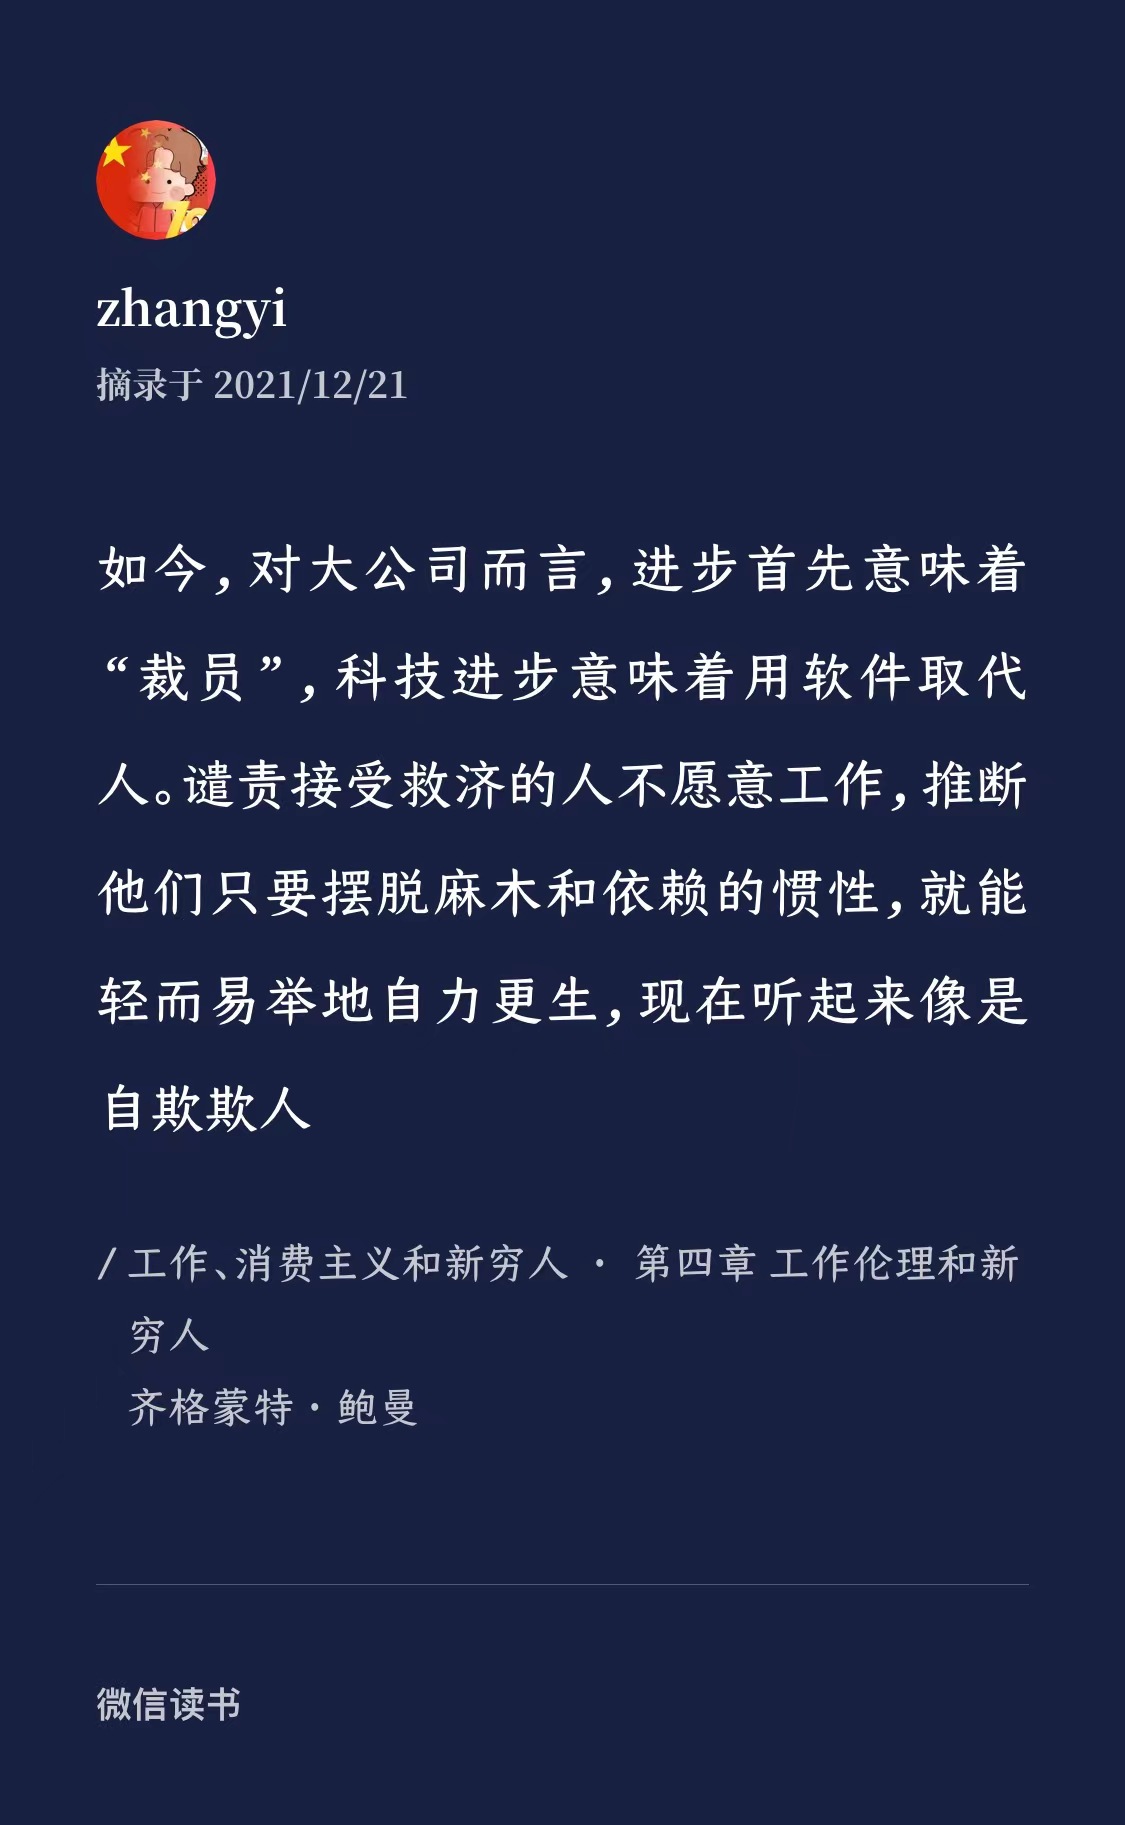 zhangyi
摘录于 2021/12/21
如今，对大公司而言，进步首先意味着
“裁员”，科技进步意味着用软件取代
人。谴责接受救济的人不愿意工作，推断
他们只要摆脱麻木和依赖的惯性，就能
轻而易举地自力更生，现在听起来像是
自欺欺人
/ 工作、消费主义和新穷人 · 第四章 工作伦理和新
穷人
齐格蒙特·鲍曼
微信读书